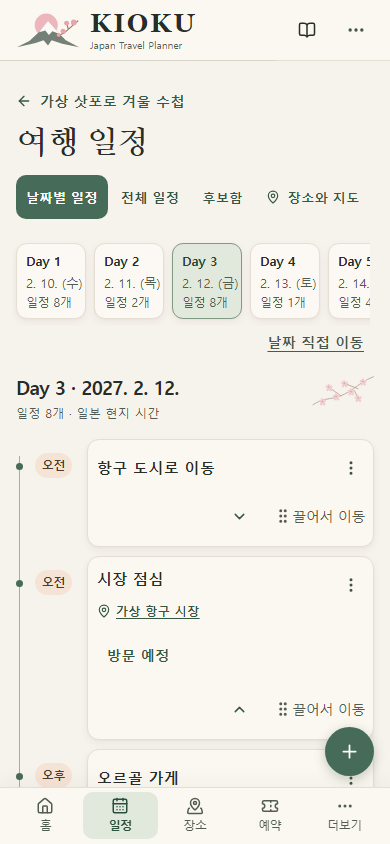 KIOKU
Japan Travel Planner
가상 삿포로 겨울 수첩
여행 일정
날짜별 일정
전체 일정
후보함
장소와 지도
Day 1
2. 10. (수)
일정 8개
Day 2
2. 11. (목)
일정 2개
Day 3
2. 12. (금)
일정 8개
Day 4
2. 13. (토)
일정 1개
Day 5
2. 14.
일정 4
날짜 직접 이동
Day 3 · 2027. 2. 12.
일정 8개 · 일본 현지 시간
오전
항구 도시로 이동
끌어서 이동
오전
시장 점심
가상 항구 시장
방문 예정
끌어서 이동
오후
오르골 가게
홈
일정
장소
예약
더보기